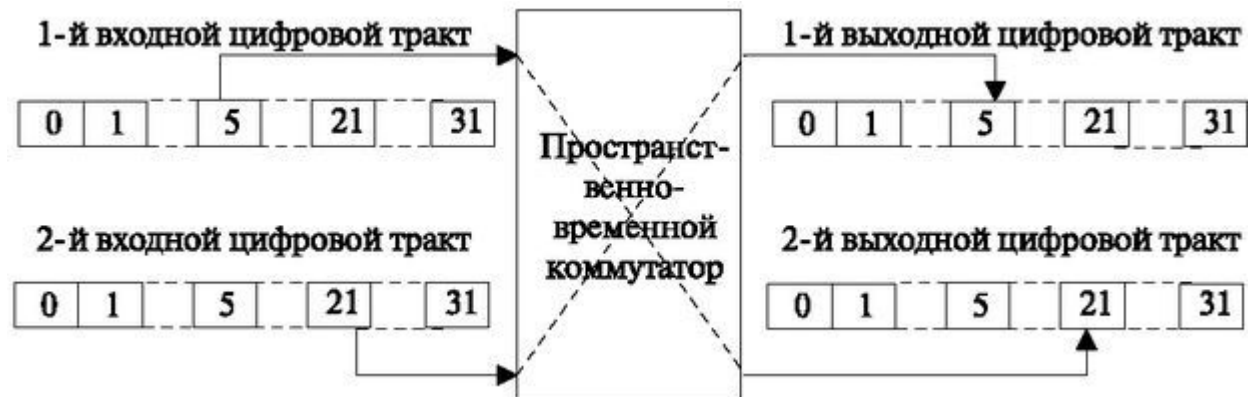 1-й входной цифровой тракт
0 1 5 21 31
2-й входной цифровой тракт
0 1 5 21 31
Пространст-
венно-
временной
коммутатор
1-й выходной цифровой тракт
0 1 5 21 31
2-й выходной цифровой тракт
0 1 5 21 31